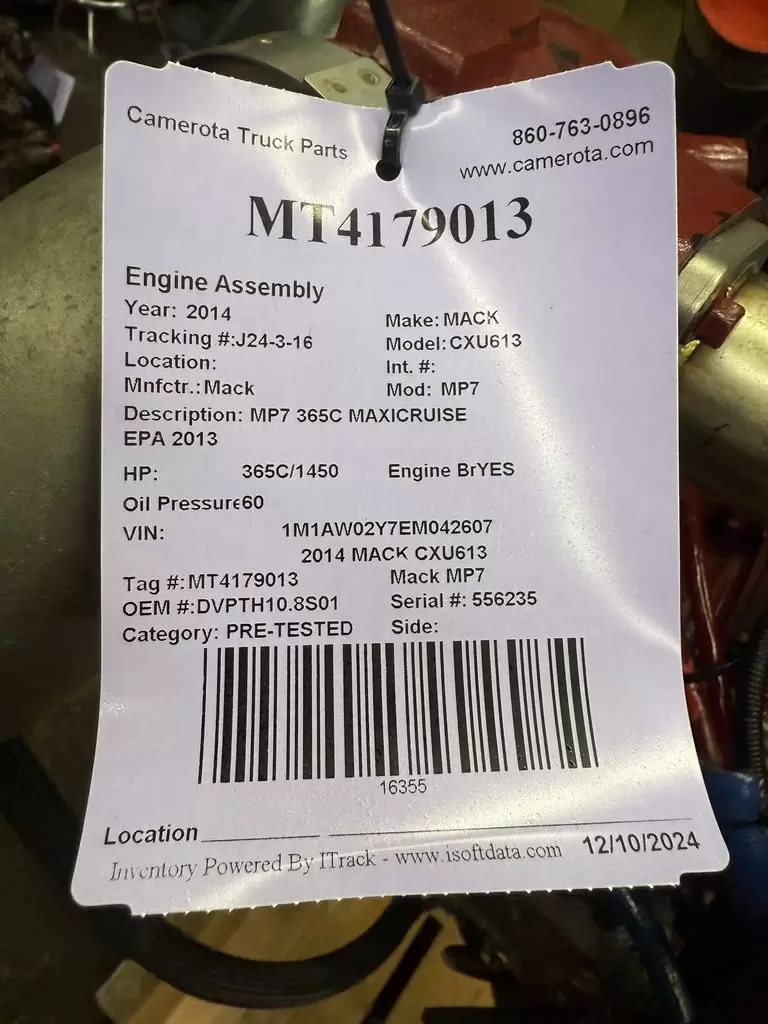 Camerota Truck Parts 860-763-0896
www.camerota.com
MT4179013
Engine Assembly
Year: 2014 Make: MACK
Tracking #:J24-3-16 Model:CXU613
Location: Int. #:
Mnfctr.: Mack Mod: MP7
Description: MP7 365C MAXICRUISE
EPA 2013
HP: 365C/1450 Engine BrYES
Oil Pressure60
VIN: 1M1AW02Y7EM042607
2014 MACK CXU613
Tag #:MT4179013 Mack MP7
OEM #:DVPTH10.8S01 Serial #: 556235
Category: PRE-TESTED Side:
16355
Location
Inventory Powered By ITrack - www.isoftdata.com 12/10/2024